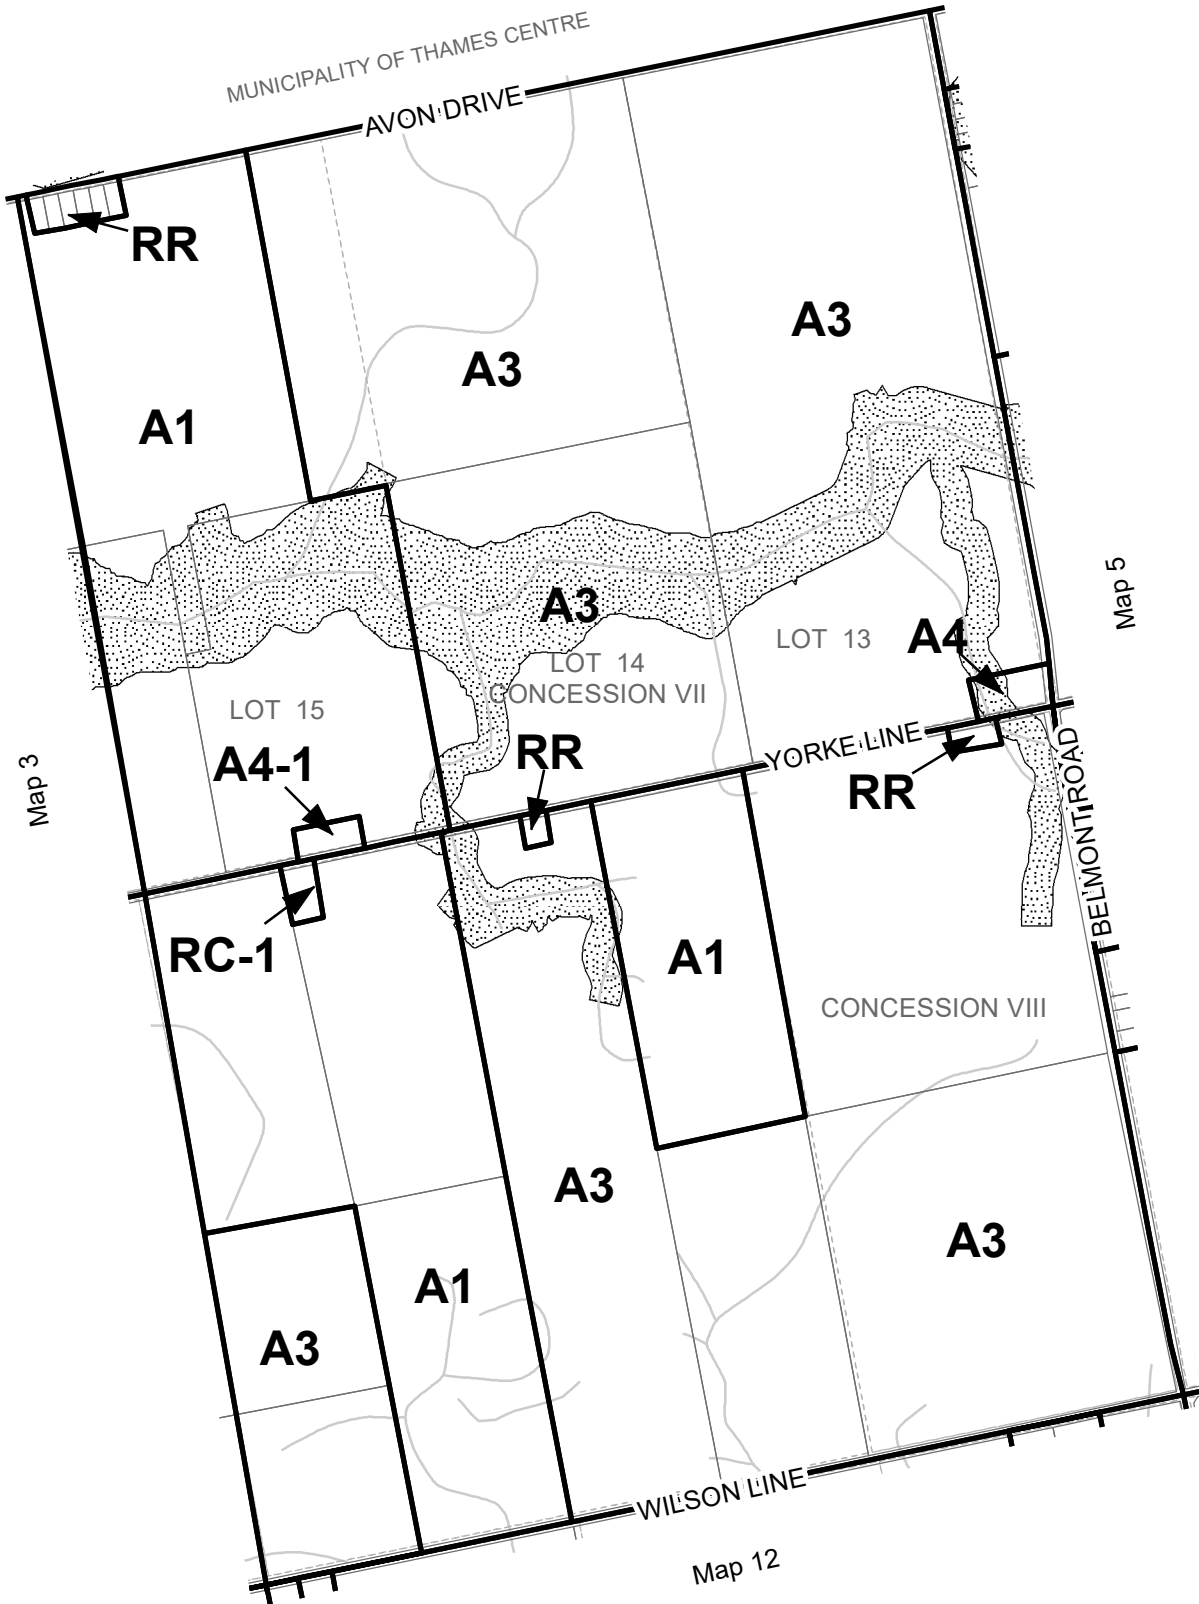 MUNICIPALITY OF THAMES CENTRE
AVON DRIVE
RR
A3
A3
A1
Map 5
A3
LOT 13
A4
LOT 14
CONCESSION VII
LOT 15
YORKE LINE
RR
A4-1
RR
Map 3
BELMONT ROAD
RC-1
A1
CONCESSION VIII
A3
A3
A1
A3
WILSON LINE
Map 12